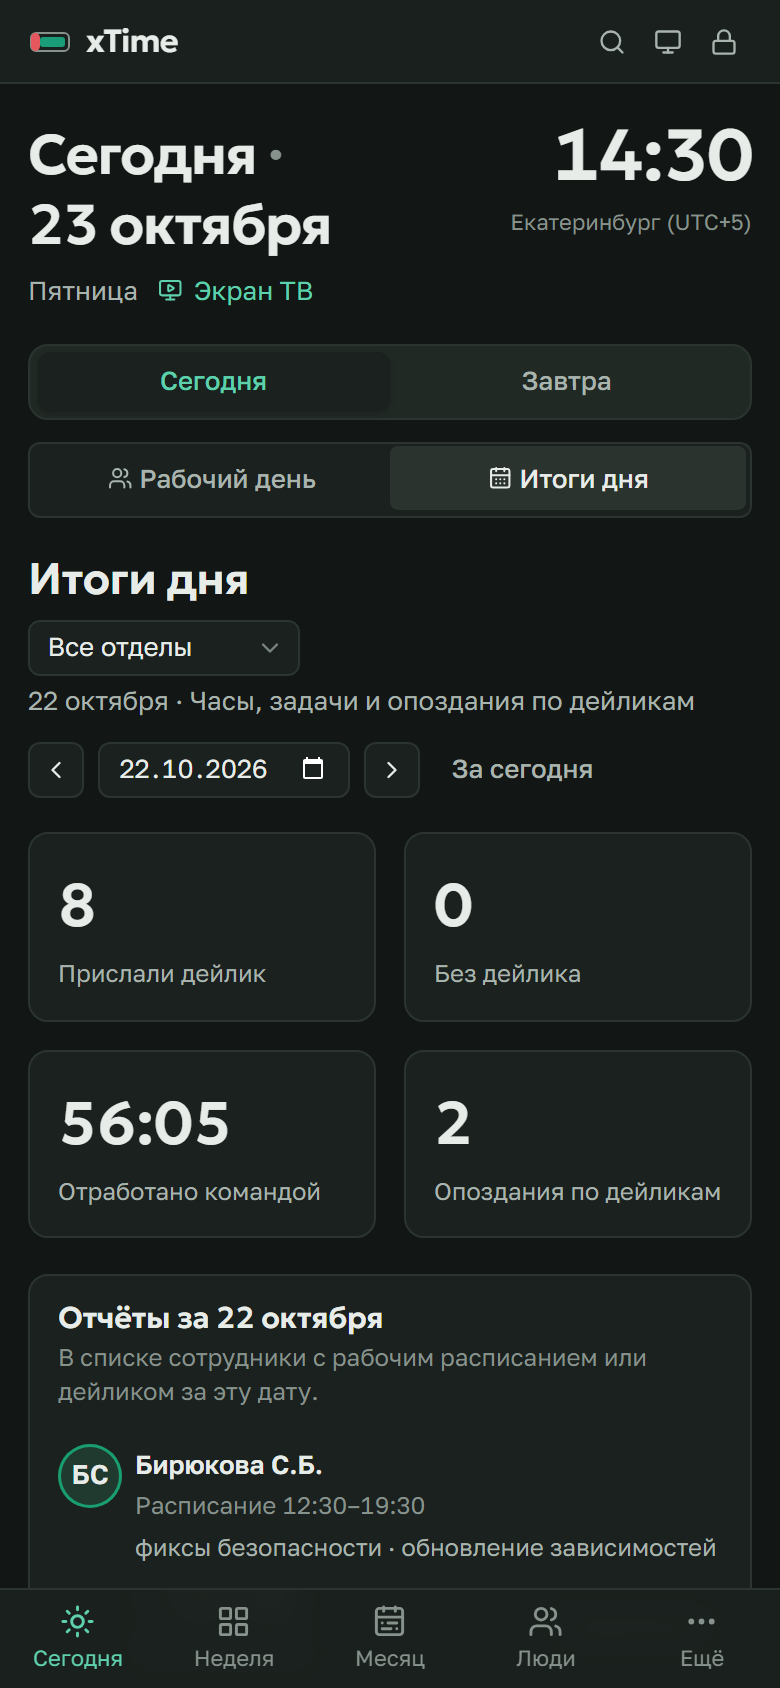 xTime
Сегодня ·
23 октября
14:30
Екатеринбург (UTC+5)
Пятница
Экран ТВ
Сегодня
Завтра
Рабочий день
Итоги дня
Итоги дня
Все отделы
22 октября · Часы, задачи и опоздания по дейликам
22.10.2026
За сегодня
8
Прислали дейлик
0
Без дейлика
56:05
Отработано командой
2
Опоздания по дейликам
Отчёты за 22 октября
В списке сотрудники с рабочим расписанием или
дейликом за эту дату.
БС
Бирюкова С.Б.
Расписание 12:30–19:30
фиксы безопасности · обновление зависимостей
Сегодня
Неделя
Месяц
Люди
Ещё